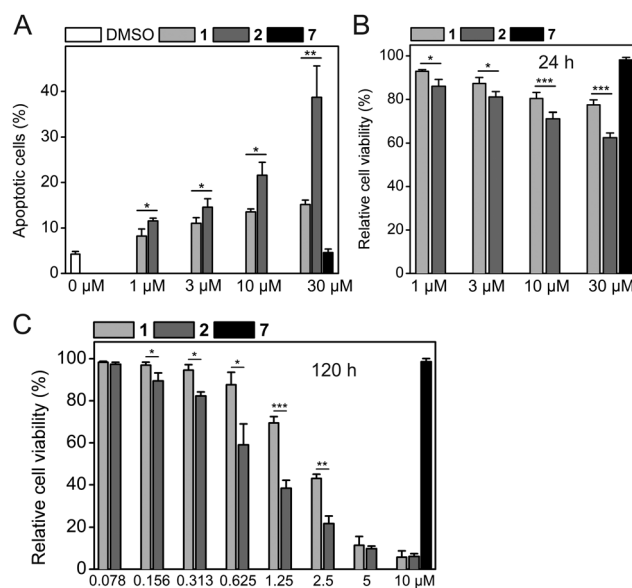 A
DMSO 1 2 7
Apoptotic cells (%)
40
30
20
10
0
* * * **
0 µM 1 µM 3 µM 10 µM 30 µM
B
1 2 7
24 h
Relative cell viability (%)
100
80
60
40
20
0
* * *** ***
1 µM 3 µM 10 µM 30 µM
C
1 2 7
120 h
Relative cell viability (%)
100
80
60
40
20
0
* * * *** **
0.078 0.156 0.313 0.625 1.25 2.5 5 10 µM